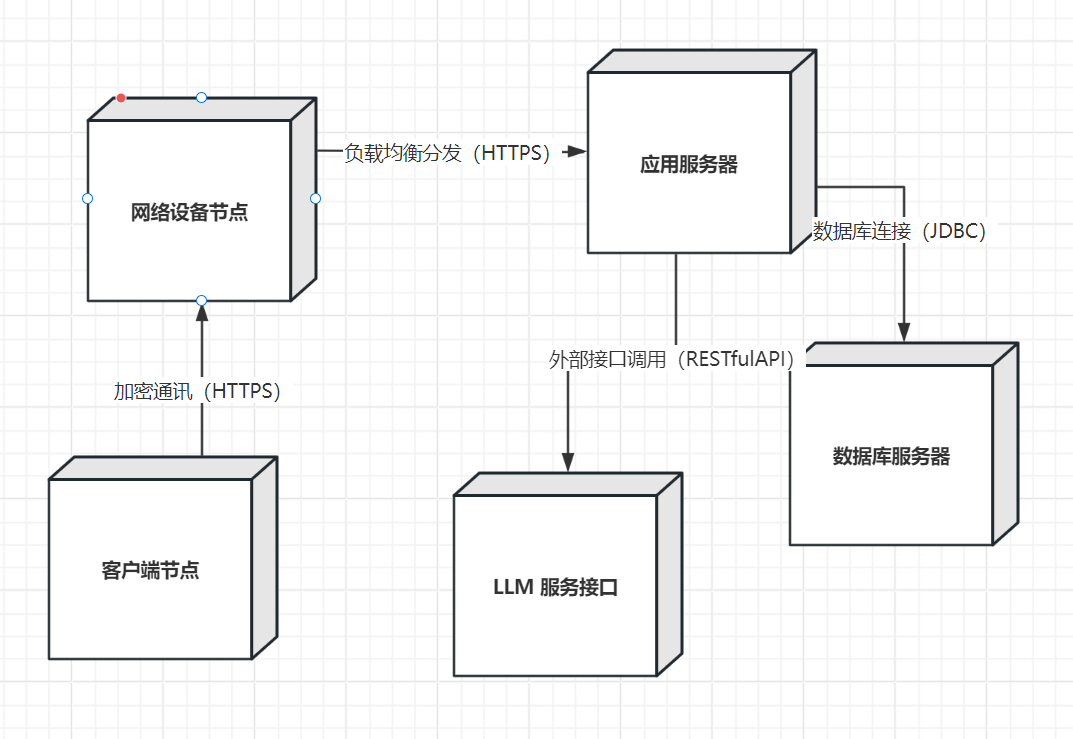 负载均衡分发（HTTPS）
应用服务器
网络设备节点
数据库连接（JDBC）
外部接口调用（RESTfulAPI）
加密通讯（HTTPS）
数据库服务器
客户端节点
LLM 服务接口